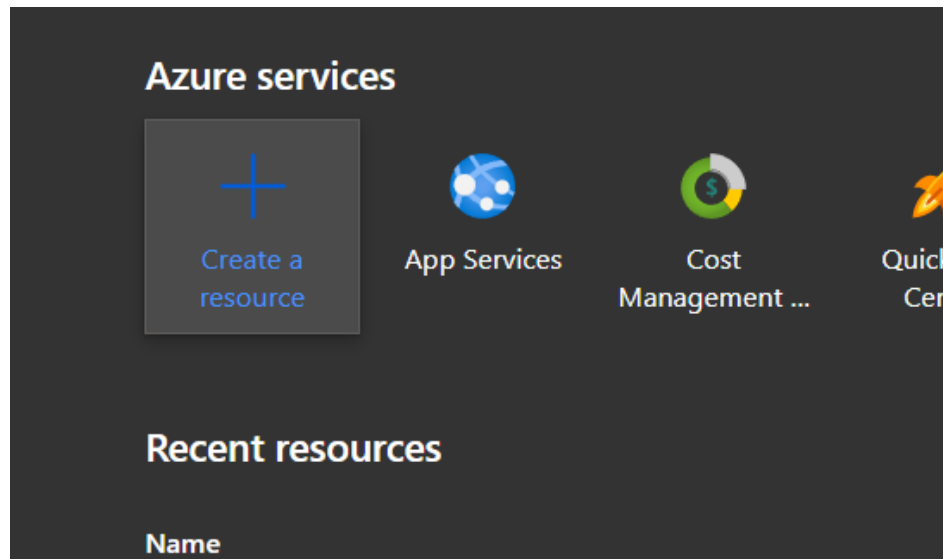 Azure services
Create a
resource
App Services
Cost
Management ...
$
Recent resources
Name